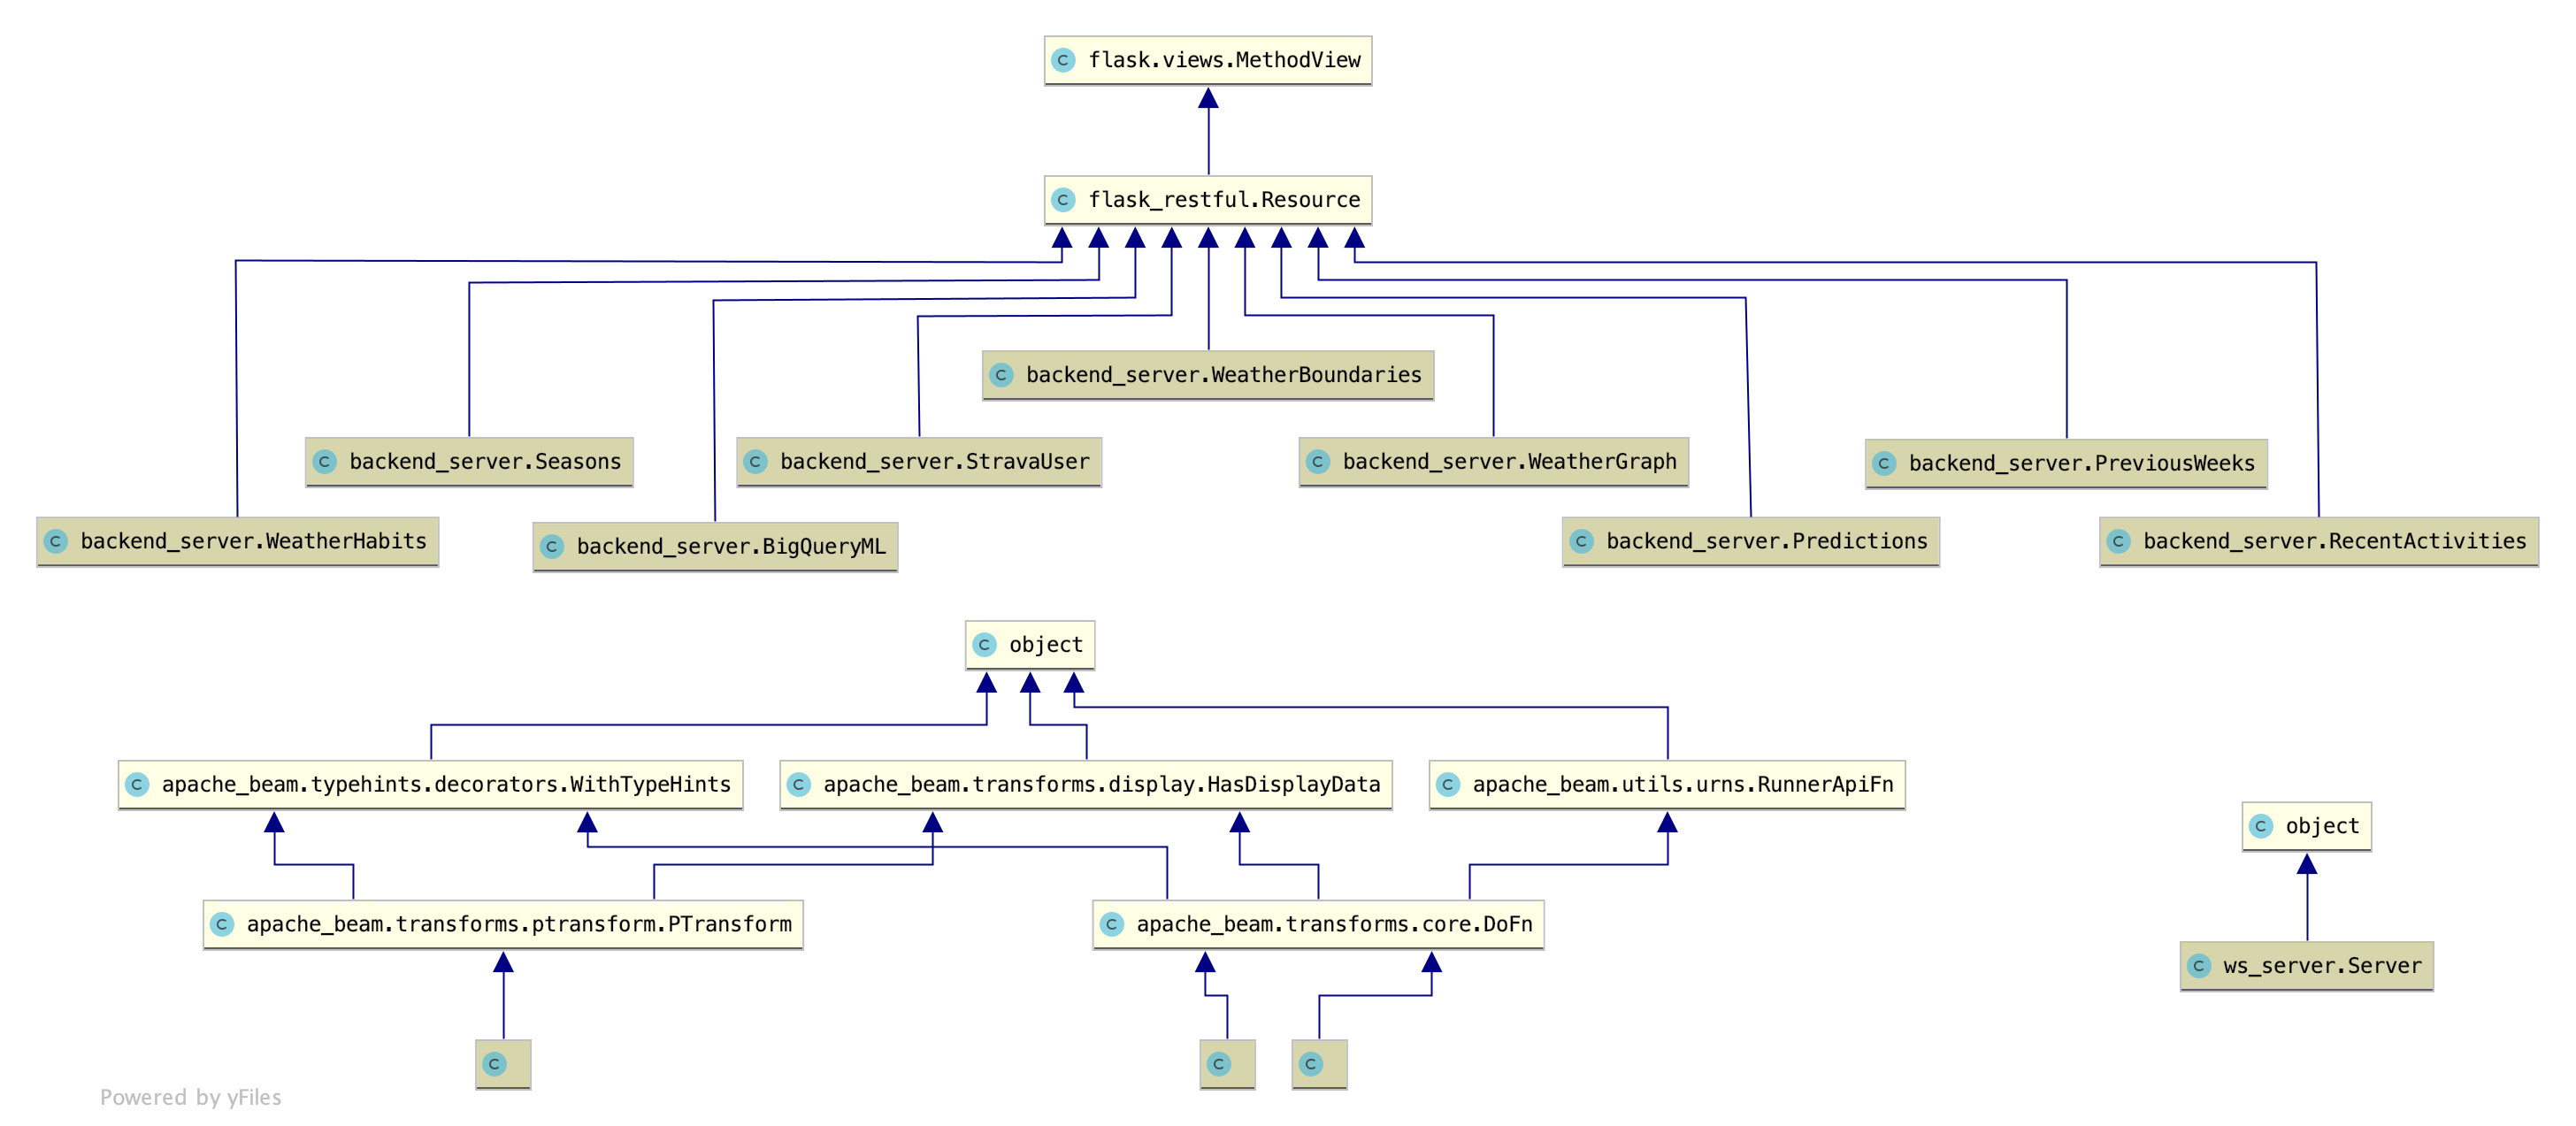 C flask.views.MethodView
C flask_restful.Resource
C backend_server.WeatherBoundaries
C backend_server.Seasons
C backend_server.StravaUser
C backend_server.WeatherGraph
C backend_server.PreviousWeeks
C backend_server.WeatherHabits
C backend_server.BigQueryML
C backend_server.Predictions
C backend_server.RecentActivities
C object
C apache_beam.typehints.decorators.WithTypeHints
C apache_beam.transforms.display.HasDisplayData
C apache_beam.utils.urns.RunnerApiFn
C object
C apache_beam.transforms.ptransform.PTransform
C apache_beam.transforms.core.DoFn
C ws_server.Server
C
C
C
Powered by yFiles